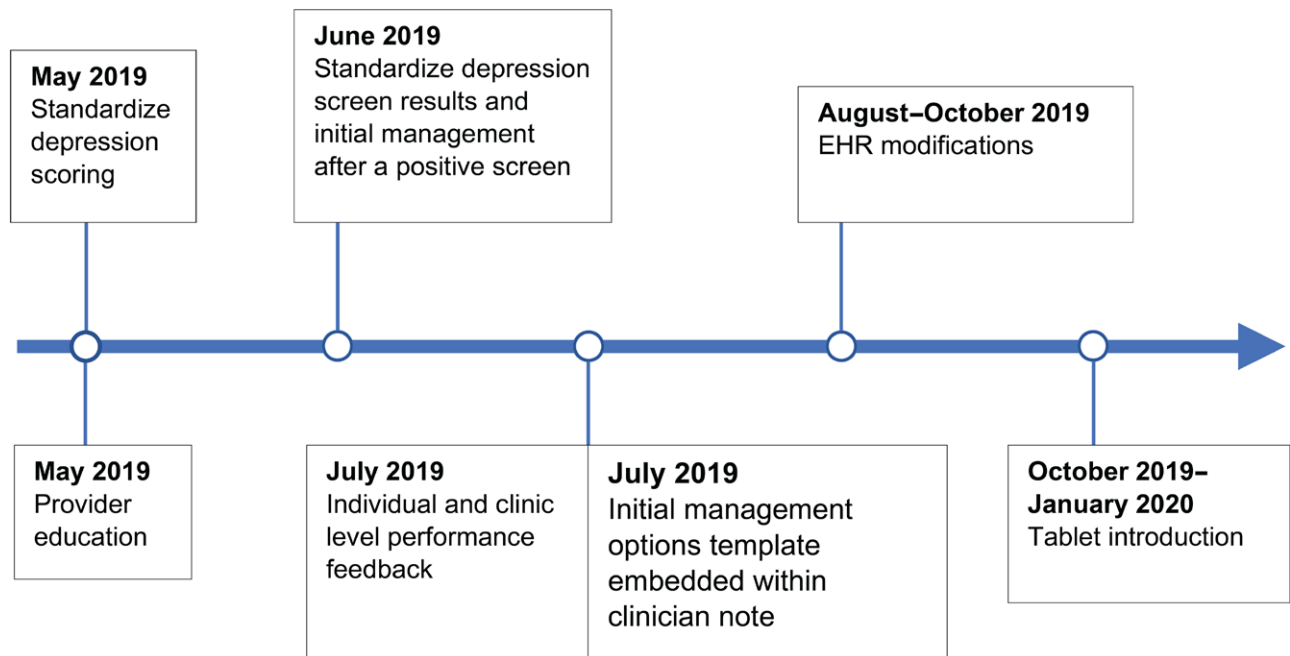 May 2019
Standardize
depression
scoring
June 2019
Standardize depression
screen results and
initial management
after a positive screen
August–October 2019
EHR modifications
May 2019
Provider
education
July 2019
Individual and clinic
level performance
feedback
July 2019
Initial management
options template
embedded within
clinician note
October 2019–
January 2020
Tablet introduction